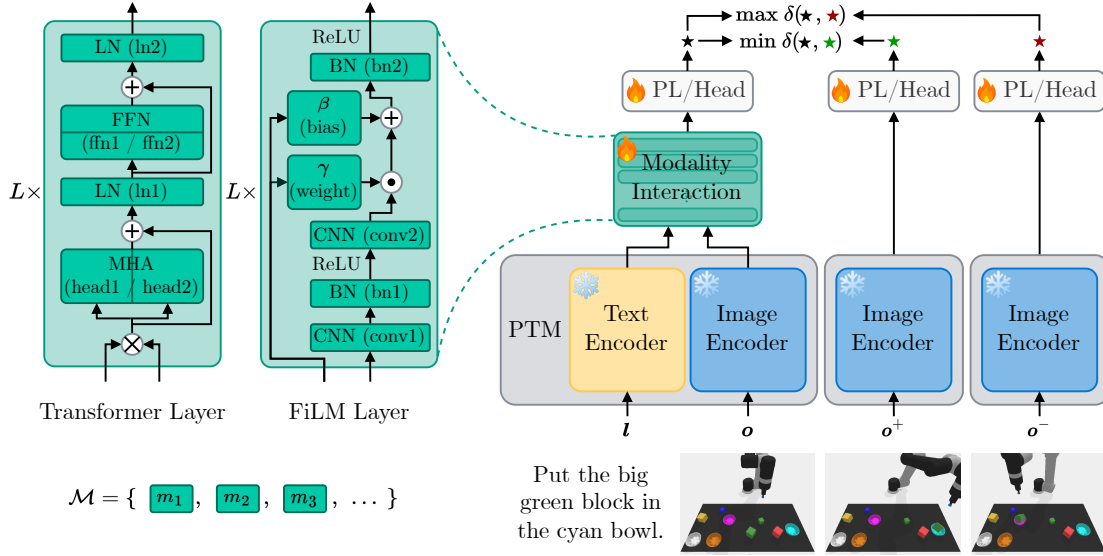 LN (ln2)
FFN
(ffn1 / ffn2)
L×
LN (ln1)
MHA
(head1 / head2)
Transformer Layer
ReLU
BN (bn2)
β
(bias)
γ
(weight)
L×
CNN (conv2)
ReLU
BN (bn1)
CNN (conv1)
FiLM Layer
ℳ = { m₁, m₂, m₃, ... }
max δ(★, ★)
min δ(★, ★)
PL/Head
PL/Head
PL/Head
Modality
Interaction
PTM
Text
Encoder
Image
Encoder
Image
Encoder
Image
Encoder
l
o
o⁺
o⁻
Put the big
green block in
the cyan bowl.